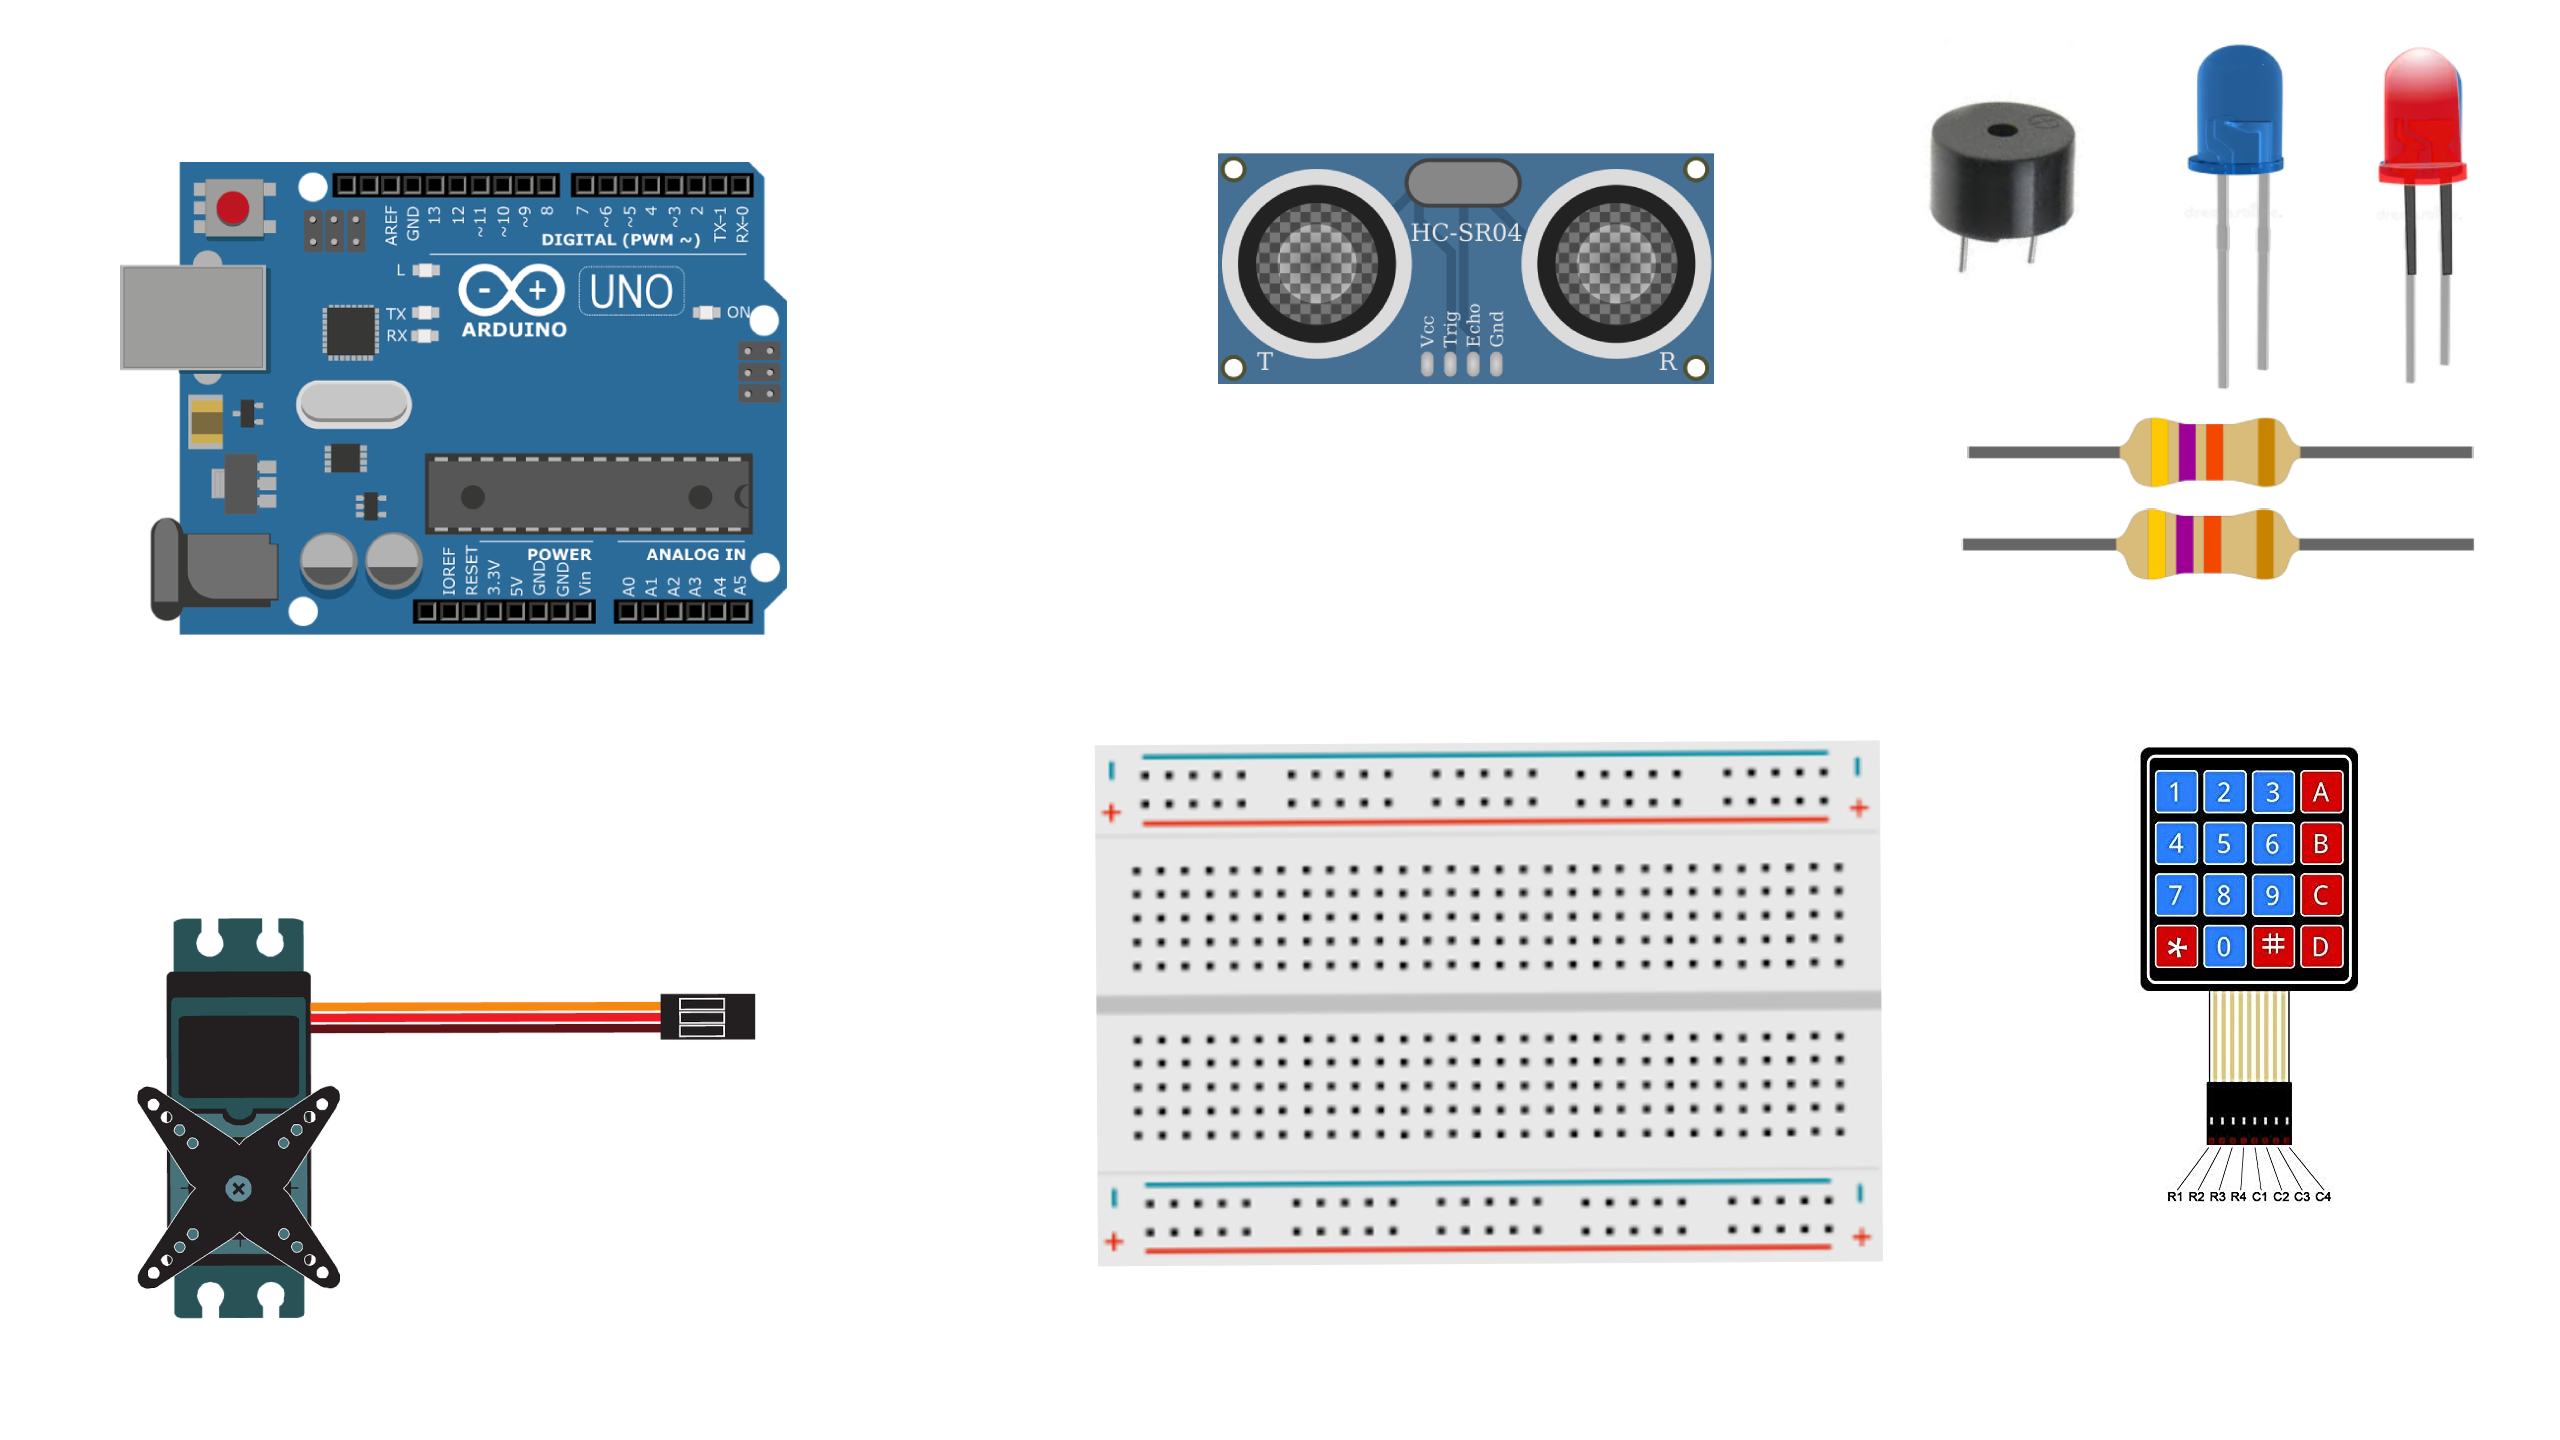 AREF
GND
13
12
~11
~10
~9
8
7
~6
~5
4
~3
2
TX-1
RX-0
DIGITAL (PWM ~)
L
TX
RX
- +
ARDUINO
UNO
ON
POWER
ANALOG IN
IOREF
RESET
3.3V
5V
GND
GND
Vin
A0
A1
A2
A3
A4
A5
HC-SR04
Vcc
Trig
Echo
Gnd
T
R
- -
+ +
- -
+ +
1 2 3 A
4 5 6 B
7 8 9 C
* 0 # D
R1 R2 R3 R4 C1 C2 C3 C4